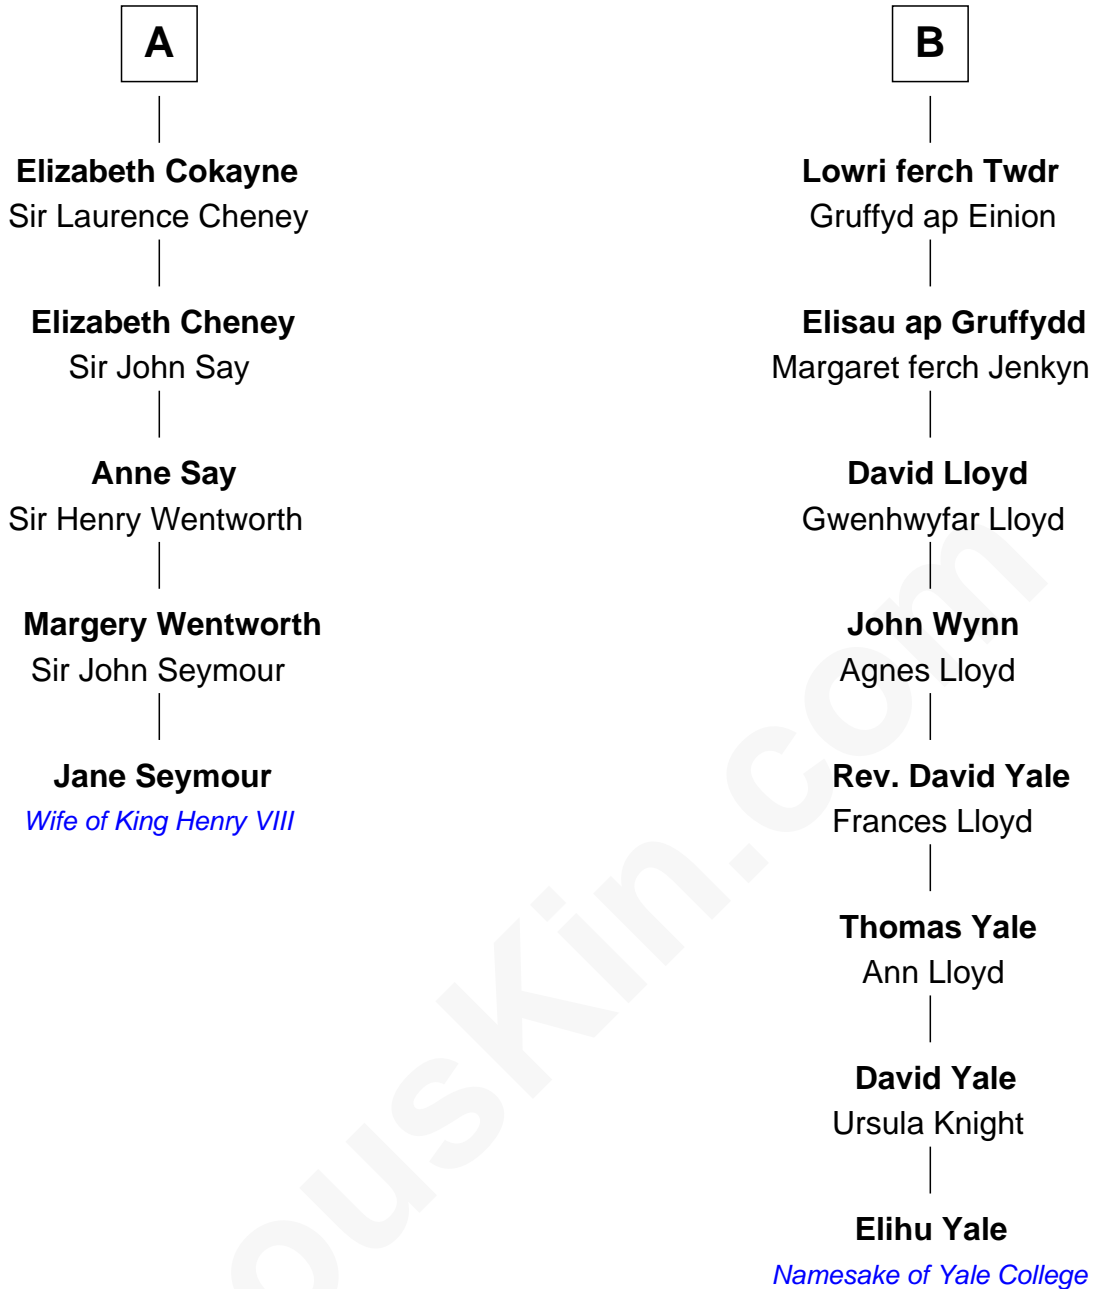 A
Elizabeth Cokayne
Sir Laurence Cheney
Elizabeth Cheney
Sir John Say
Anne Say
Sir Henry Wentworth
Margery Wentworth
Sir John Seymour
Jane Seymour
Wife of King Henry VIII
B
Lowri ferch Twdr
Gruffyd ap Einion
Elisau ap Gruffydd
Margaret ferch Jenkyn
David Lloyd
Gwenhwyfar Lloyd
John Wynn
Agnes Lloyd
Rev. David Yale
Frances Lloyd
Thomas Yale
Ann Lloyd
David Yale
Ursula Knight
Elihu Yale
Namesake of Yale College
ousKin.com